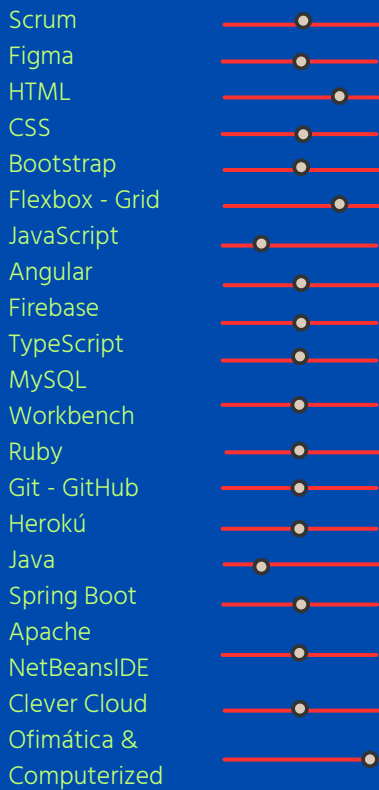 Scrum
Figma
HTML
CSS
Bootstrap
Flexbox - Grid
JavaScript
Angular
Firebase
TypeScript
MySQL
Workbench
Ruby
Git - GitHub
Herokú
Java
Spring Boot
Apache
NetBeansIDE
Clever Cloud
Ofimática &
Computerized